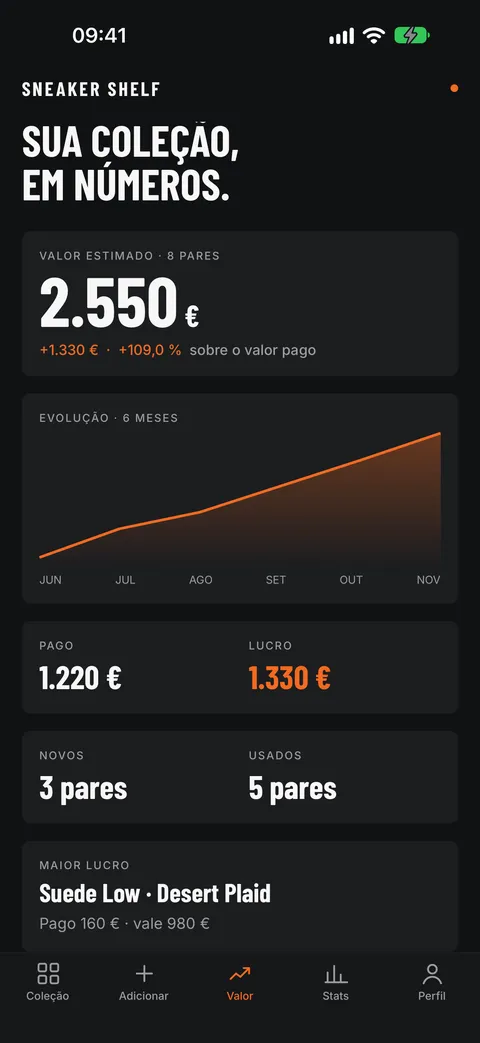 09:41
SNEAKER SHELF
SUA COLEÇÃO,
EM NÚMEROS.
VALOR ESTIMADO · 8 PARES
2.550 €
+1.330 € · +109,0 % sobre o valor pago
EVOLUÇÃO · 6 MESES
JUN JUL AGO SET OUT NOV
PAGO LUCRO
1.220 € 1.330 €
NOVOS USADOS
3 pares 5 pares
MAIOR LUCRO
Suede Low · Desert Plaid
Pago 160 € · vale 980 €
Coleção Adicionar Valor Stats Perfil